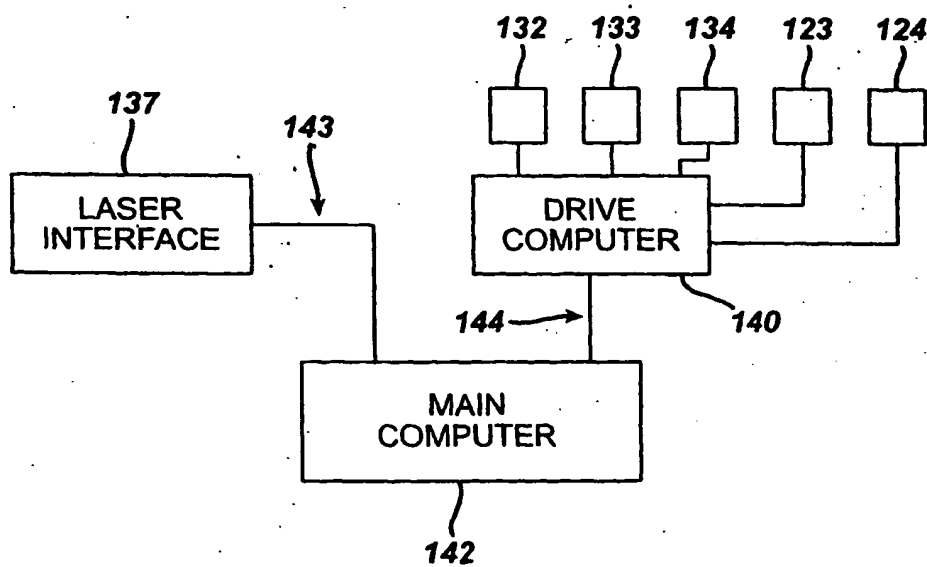 132 133 134 123 124
137
143
LASER
INTERFACE
DRIVE
COMPUTER
144
140
MAIN
COMPUTER
142